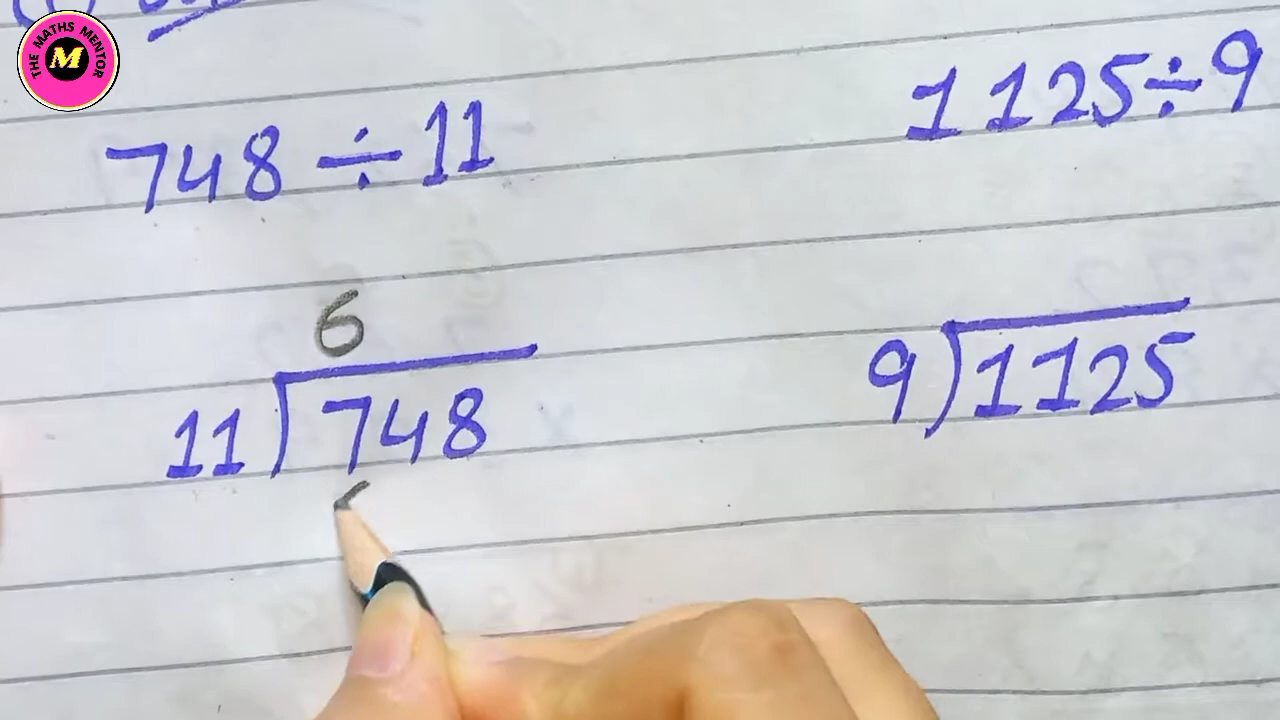 THE MATHS MENTOR
M
748 ÷ 11
1125 ÷ 9
6
11)748
9)1125